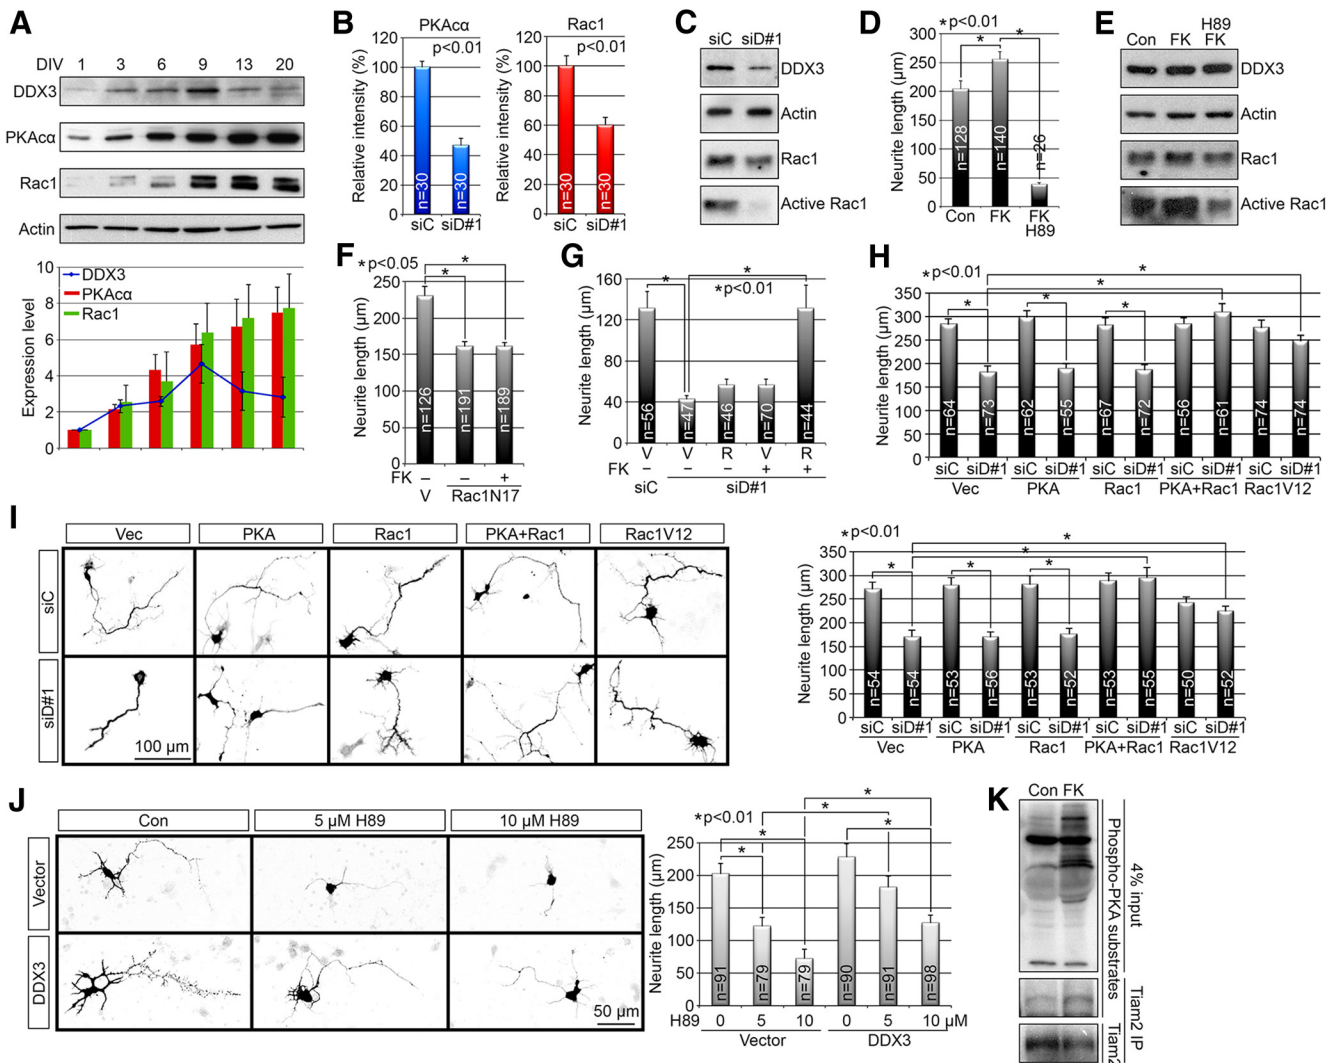 A
DIV 1 3 6 9 13 20
DDX3
PKAcα
Rac1
Actin
Expression level
10
8
6
4
2
0
DDX3
PKAcα
Rac1
B
PKAcα
p<0.01
Relative intensity (%)
120
100
80
60
40
20
0
n=30 n=30
siC siD#1
Rac1
p<0.01
Relative intensity (%)
120
100
80
60
40
20
0
n=30 n=30
siC siD#1
C
siC siD#1
DDX3
Actin
Rac1
Active Rac1
D
*p<0.01
* *
Neurite length (µm)
300
250
200
150
100
50
0
n=128 n=140 n=26
Con FK FK
H89
E
H89
Con FK FK
DDX3
Actin
Rac1
Active Rac1
F
*p<0.05
*
*
Neurite length (µm)
250
200
150
100
50
0
n=126 n=191 n=189
FK – – +
V Rac1N17
G
* *
*p<0.01
Neurite length (µm)
160
120
80
40
0
n=56 n=47 n=46 n=70 n=44
V V R V R
FK – – – + +
siC siD#1
H
*p<0.01
*
*
* * *
Neurite length (µm)
350
300
250
200
150
100
50
0
n=64 n=73 n=62 n=55 n=67 n=72 n=56 n=61 n=74 n=74
siC siD#1 siC siD#1 siC siD#1 siC siD#1 siC siD#1
Vec PKA Rac1 PKA+Rac1 Rac1V12
I
Vec PKA Rac1 PKA+Rac1 Rac1V12
siC
siD#1
100 µm
*p<0.01
*
*
* * *
Neurite length (µm)
350
300
250
200
150
100
50
0
n=54 n=54 n=53 n=56 n=53 n=52 n=53 n=55 n=50 n=52
siC siD#1 siC siD#1 siC siD#1 siC siD#1 siC siD#1
Vec PKA Rac1 PKA+Rac1 Rac1V12
J
Con 5 µM H89 10 µM H89
Vector
DDX3
50 µm
*p<0.01
*
*
*
*
*
Neurite length (µm)
250
200
150
100
50
0
n=91 n=79 n=79 n=90 n=91 n=98
H89 0 5 10 0 5 10 µM
Vector DDX3
K
Con FK
Phospho-PKA substrates
4% input
Tiam2 IP
Tiam2